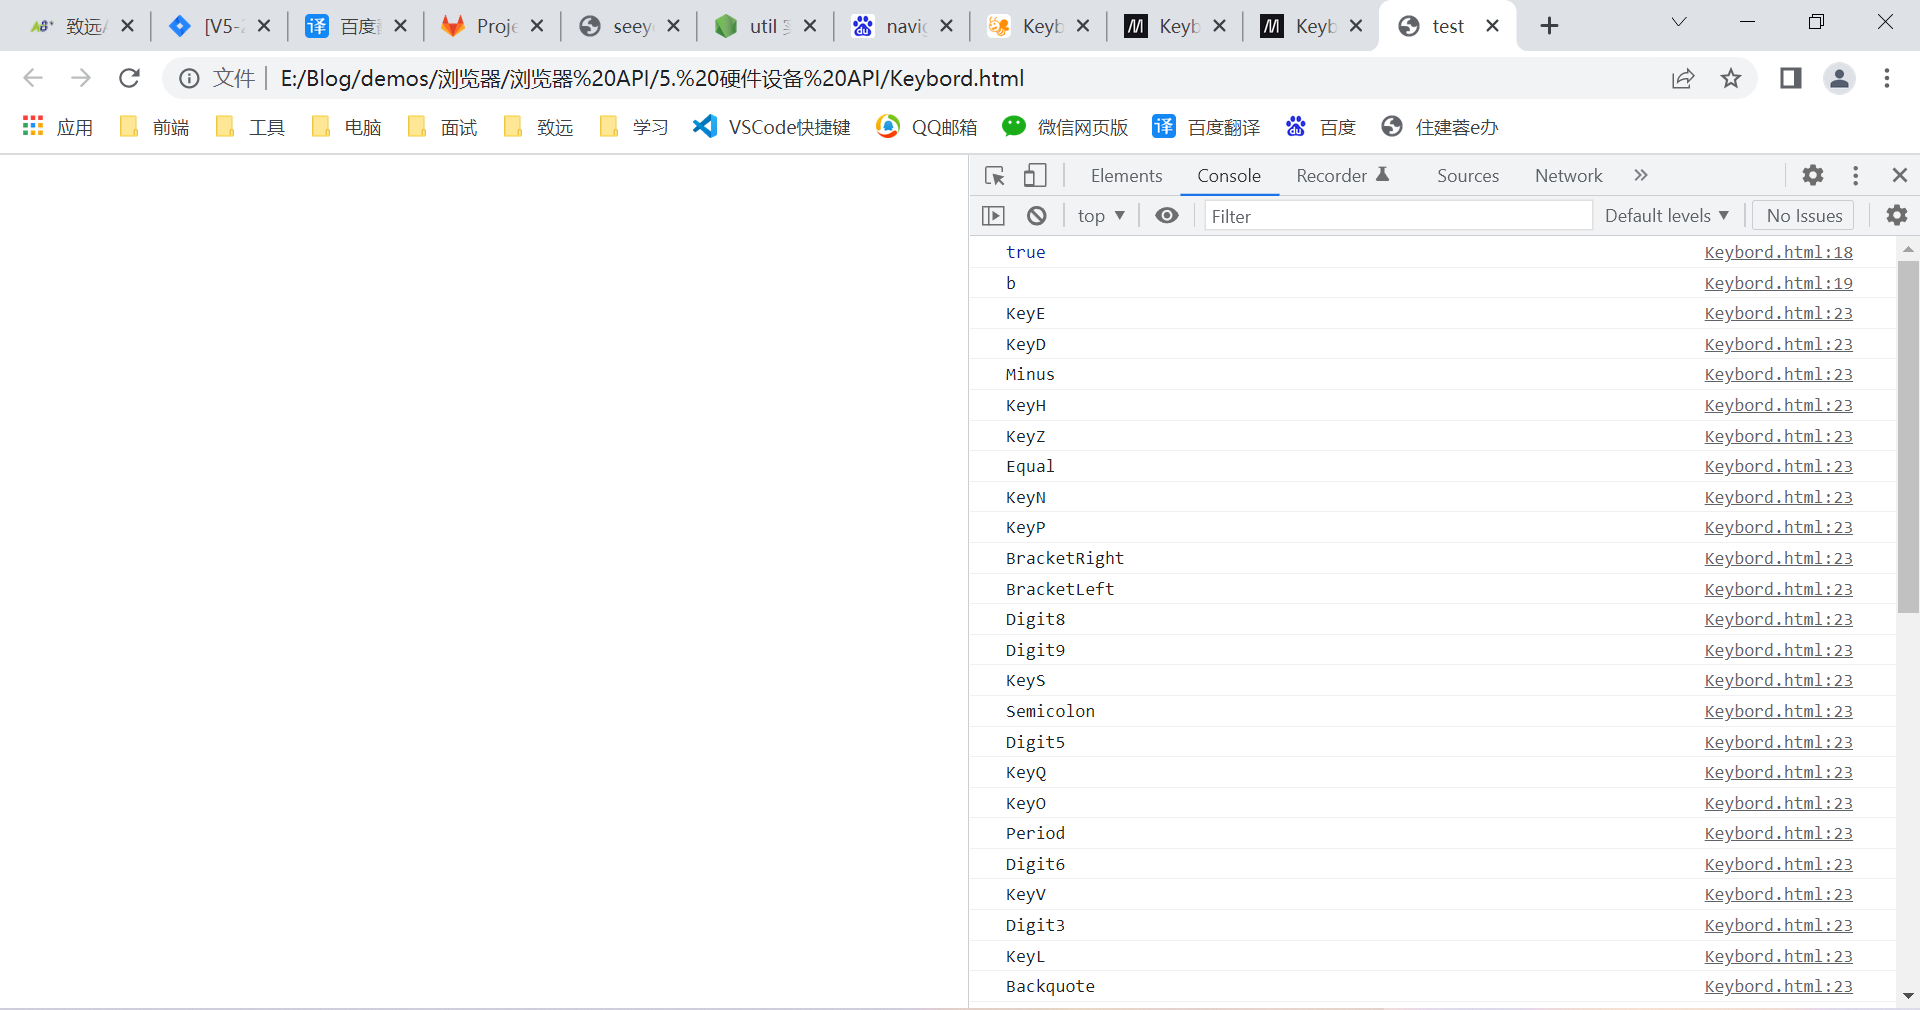 致远A [V5-2 百度翻 Proje seeyo util navig Keyb Keyb Keyb test
文件 E:/Blog/demos/浏览器/浏览器%20API/5.%20硬件设备%20API/Keybord.html
应用 前端 工具 电脑 面试 致远 学习 VSCode快捷键 QQ邮箱 微信网页版 译 百度翻译 百度 住建蓉e办
Elements Console Recorder Sources Network
top Filter Default levels No Issues
true Keybord.html:18
b Keybord.html:19
KeyE Keybord.html:23
KeyD Keybord.html:23
Minus Keybord.html:23
KeyH Keybord.html:23
KeyZ Keybord.html:23
Equal Keybord.html:23
KeyN Keybord.html:23
KeyP Keybord.html:23
BracketRight Keybord.html:23
BracketLeft Keybord.html:23
Digit8 Keybord.html:23
Digit9 Keybord.html:23
KeyS Keybord.html:23
Semicolon Keybord.html:23
Digit5 Keybord.html:23
KeyQ Keybord.html:23
KeyO Keybord.html:23
Period Keybord.html:23
Digit6 Keybord.html:23
KeyV Keybord.html:23
Digit3 Keybord.html:23
KeyL Keybord.html:23
Backquote Keybord.html:23